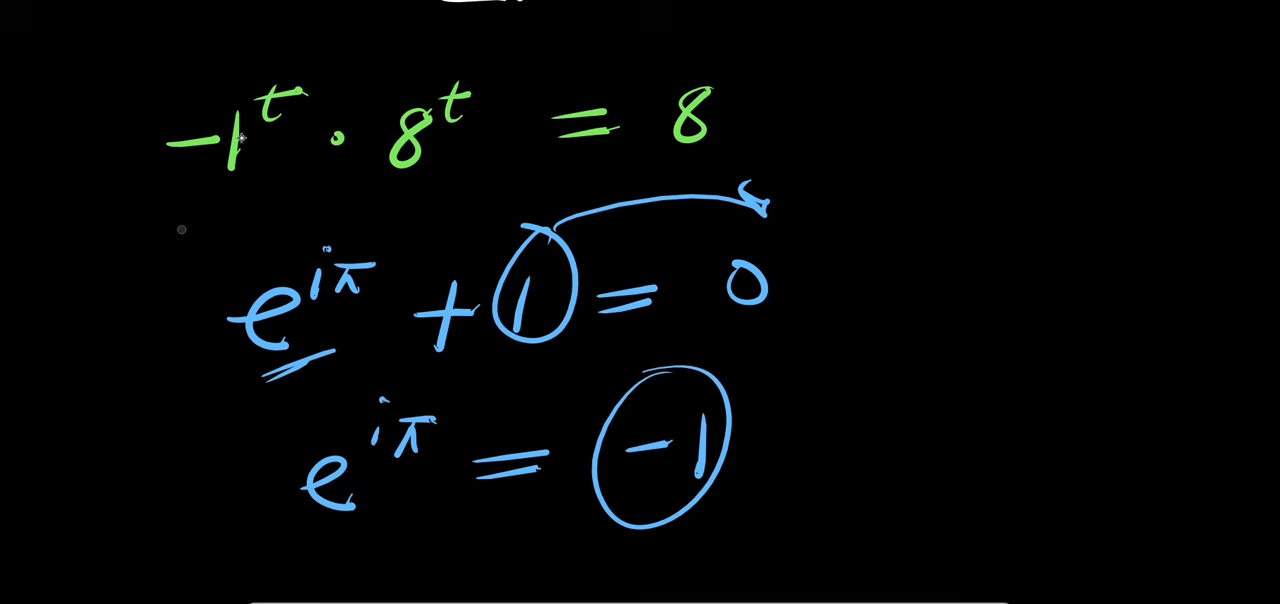 -1^t · 8^t = 8
e^{iπ} + 1 = 0
e^{iπ} = -1